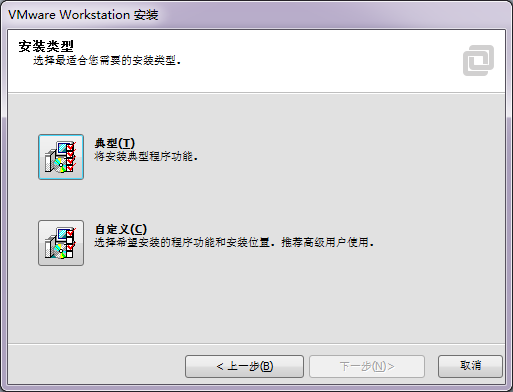 VMware Workstation 安装
安装类型
选择最适合您需要的安装类型。
典型(T)
将安装典型程序功能。
自定义(C)
选择希望安装的程序功能和安装位置。推荐高级用户使用。
< 上一步(B)
下一步(N)>
取消